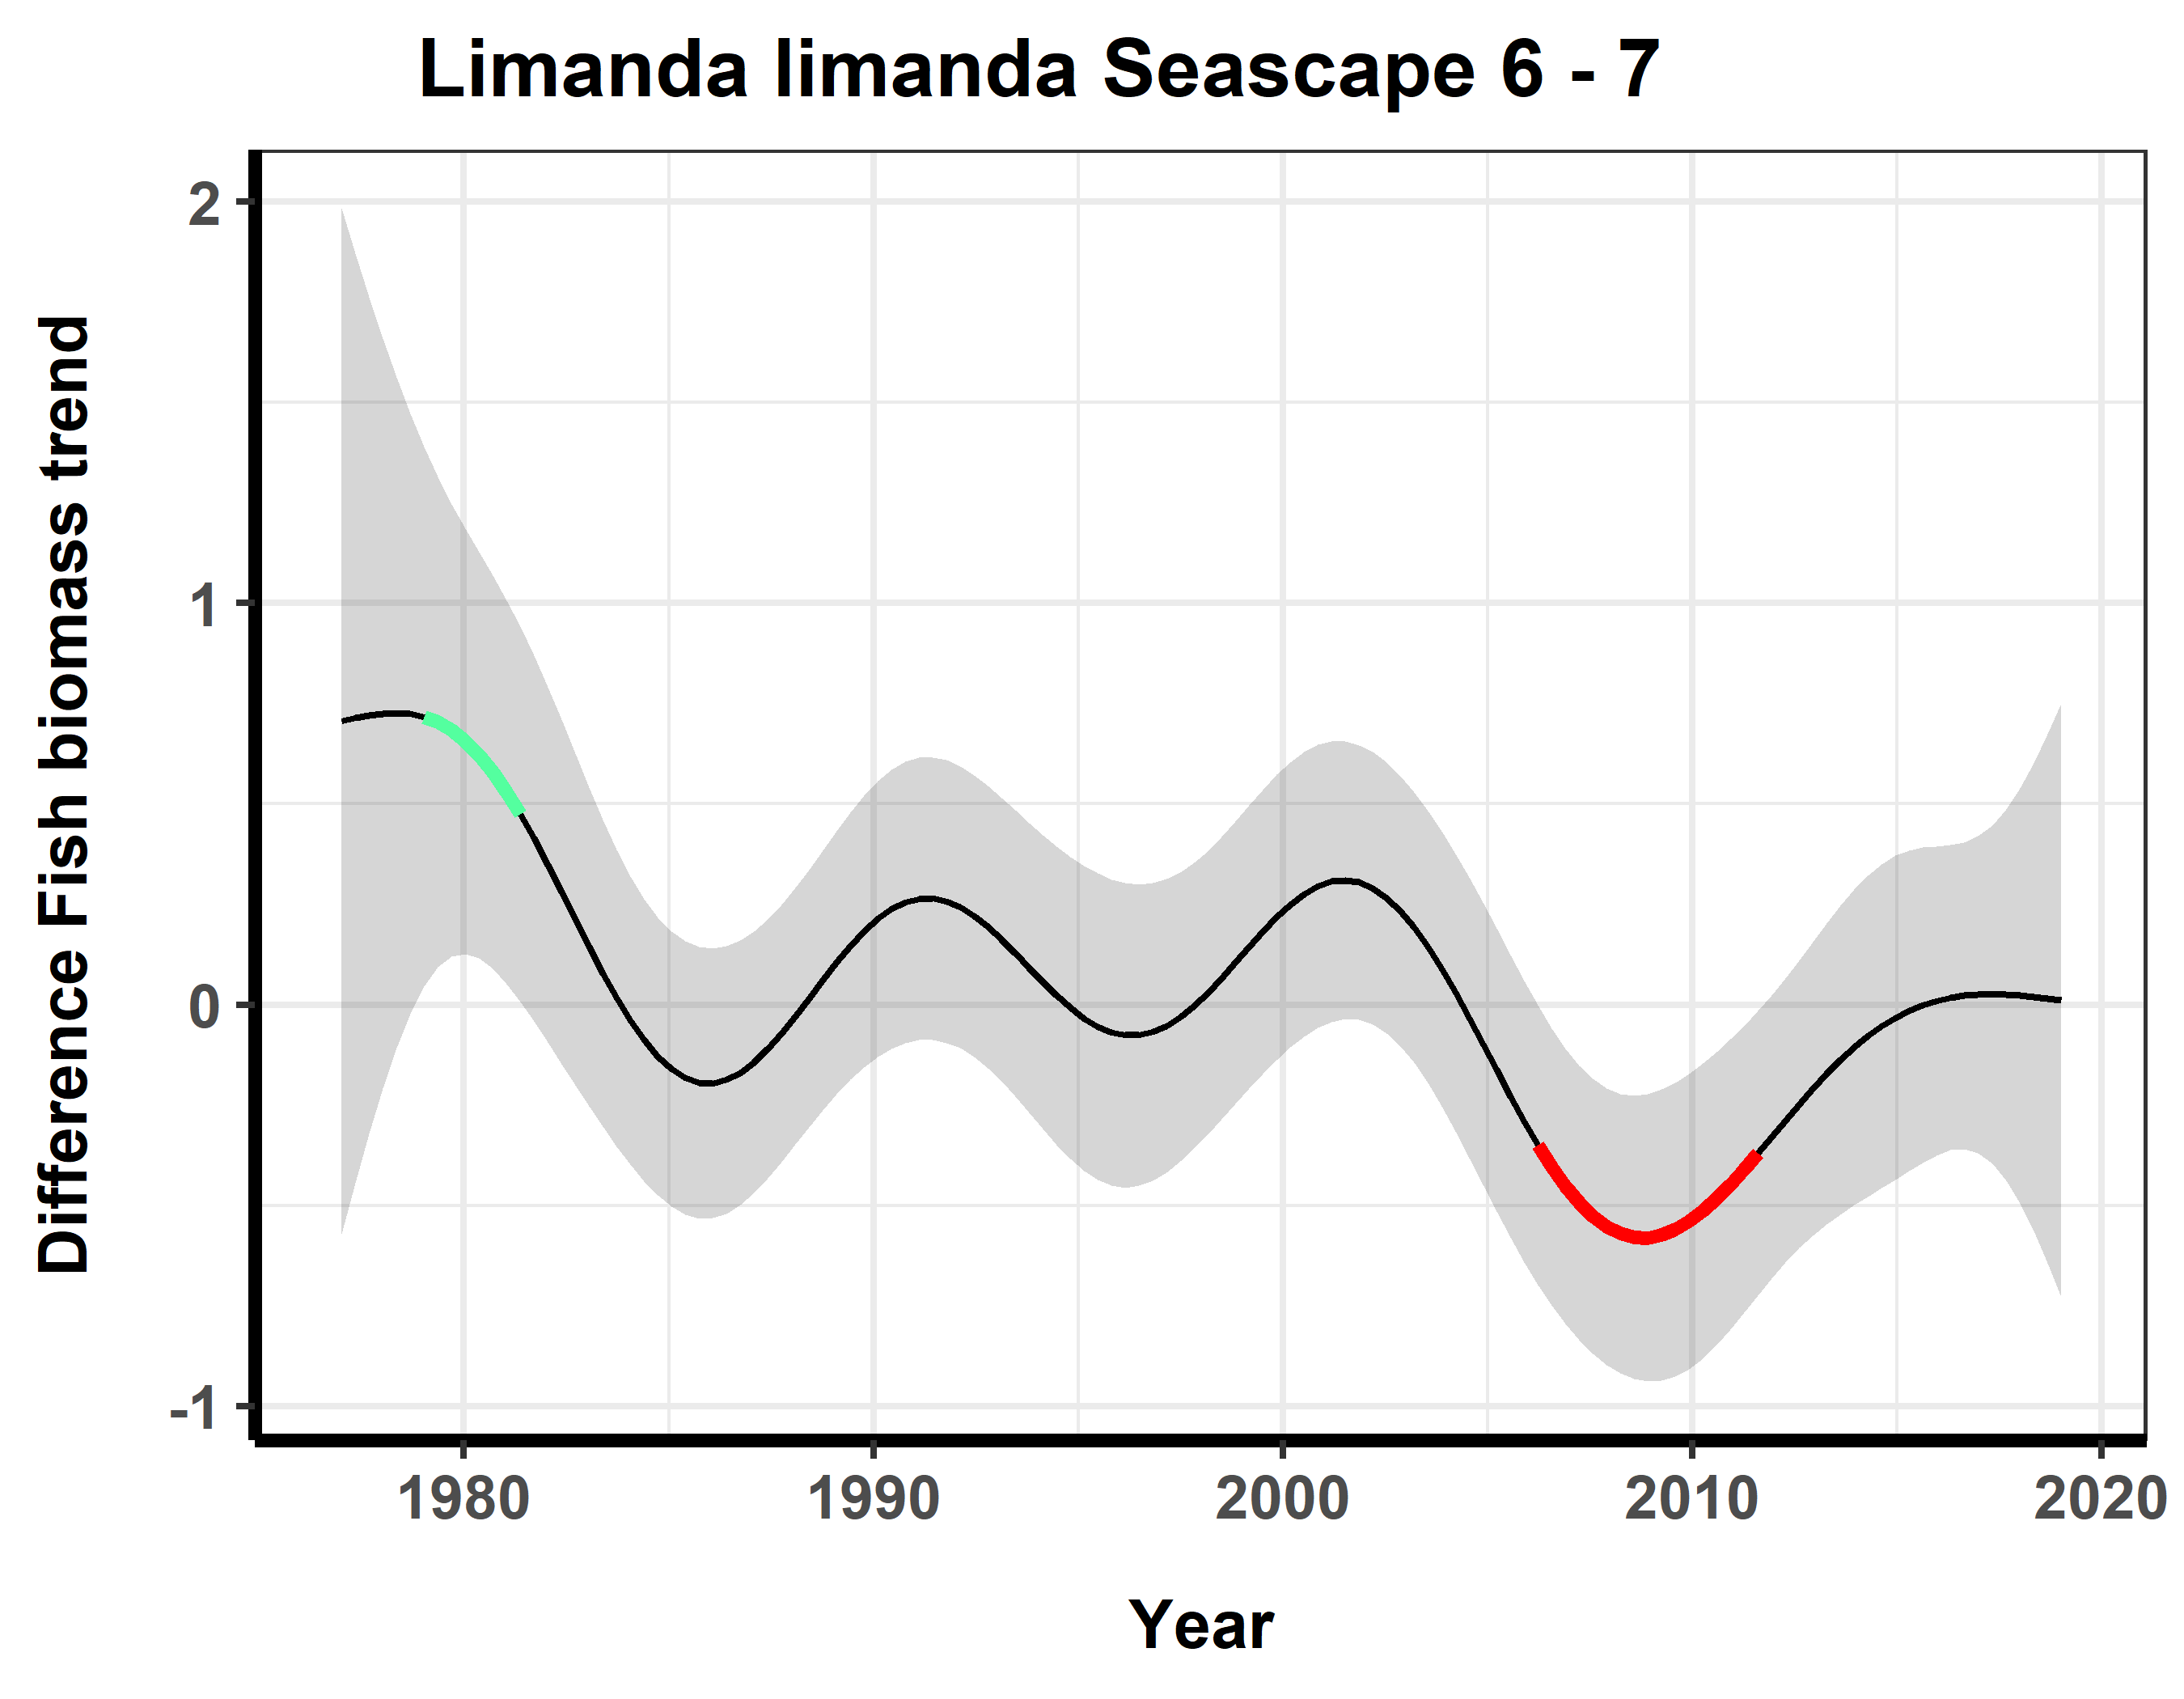 Limanda limanda Seascape 6 - 7
Difference Fish biomass trend
2
1
0
-1
1980 1990 2000 2010 2020
Year